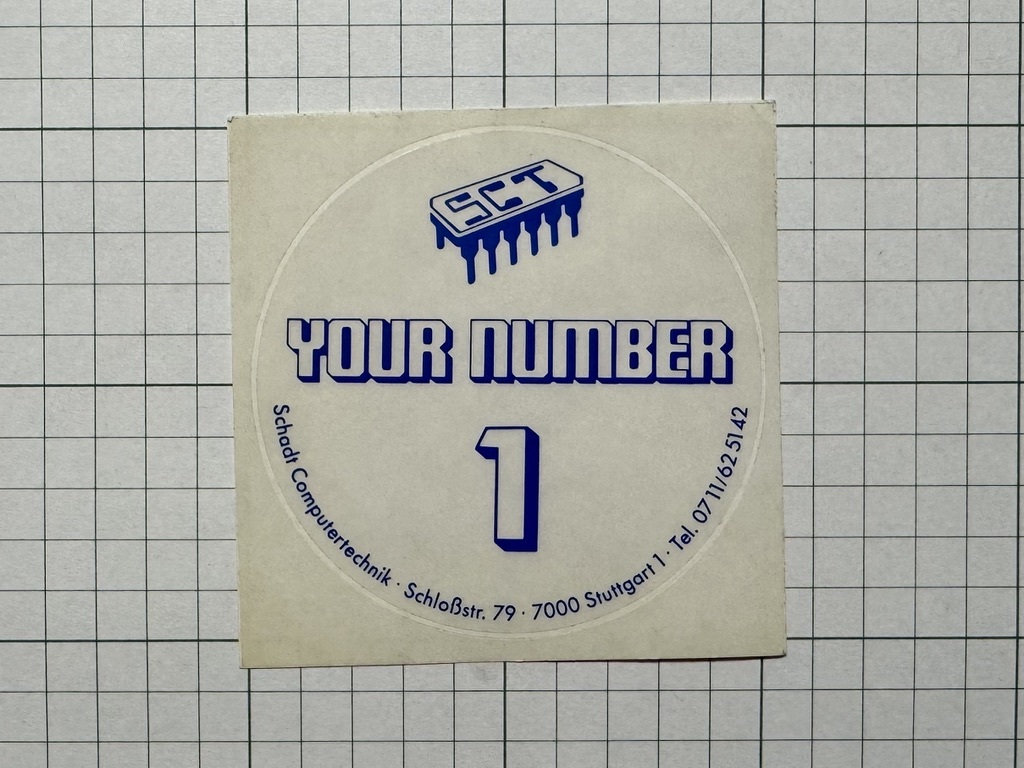 SCT
YOUR NUMBER
1
Schadt Computertechnik · Schloßstr. 79 · 7000 Stuttgart 1 · Tel. 0711/62 51 42